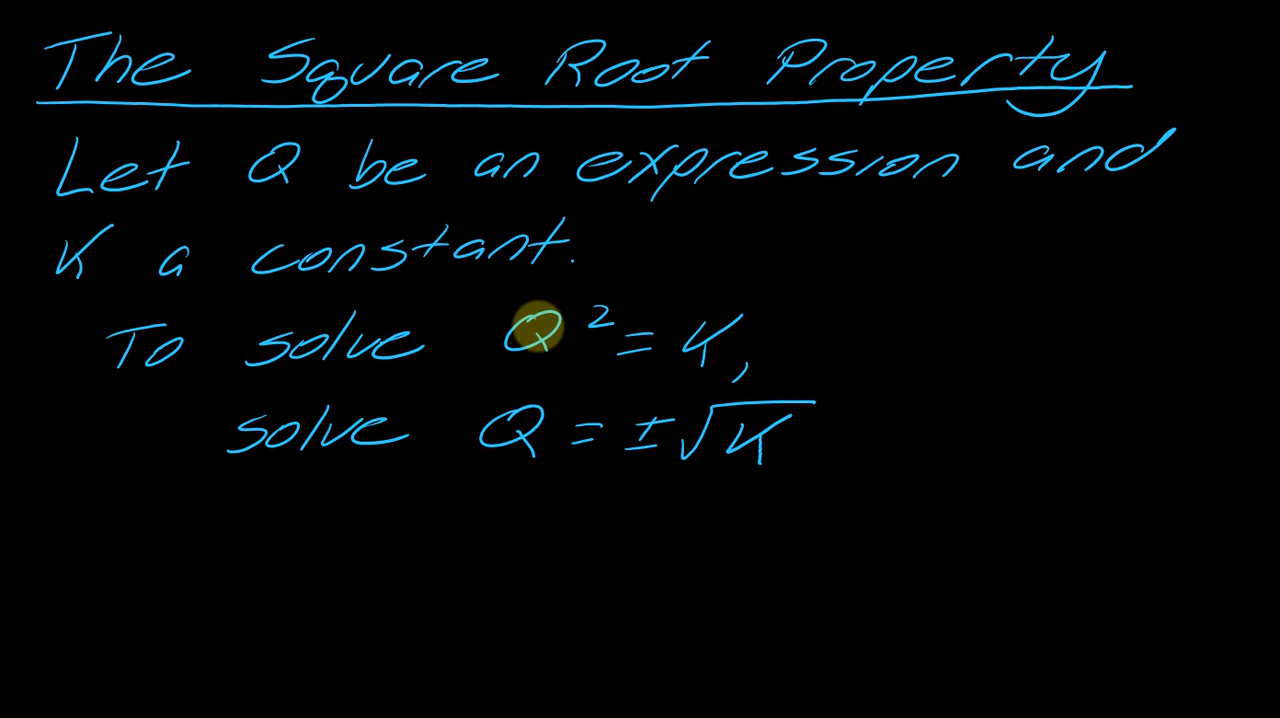 The Square Root Property
Let Q be an expression and
K a constant.
To solve Q² = K,
solve Q = ±√K